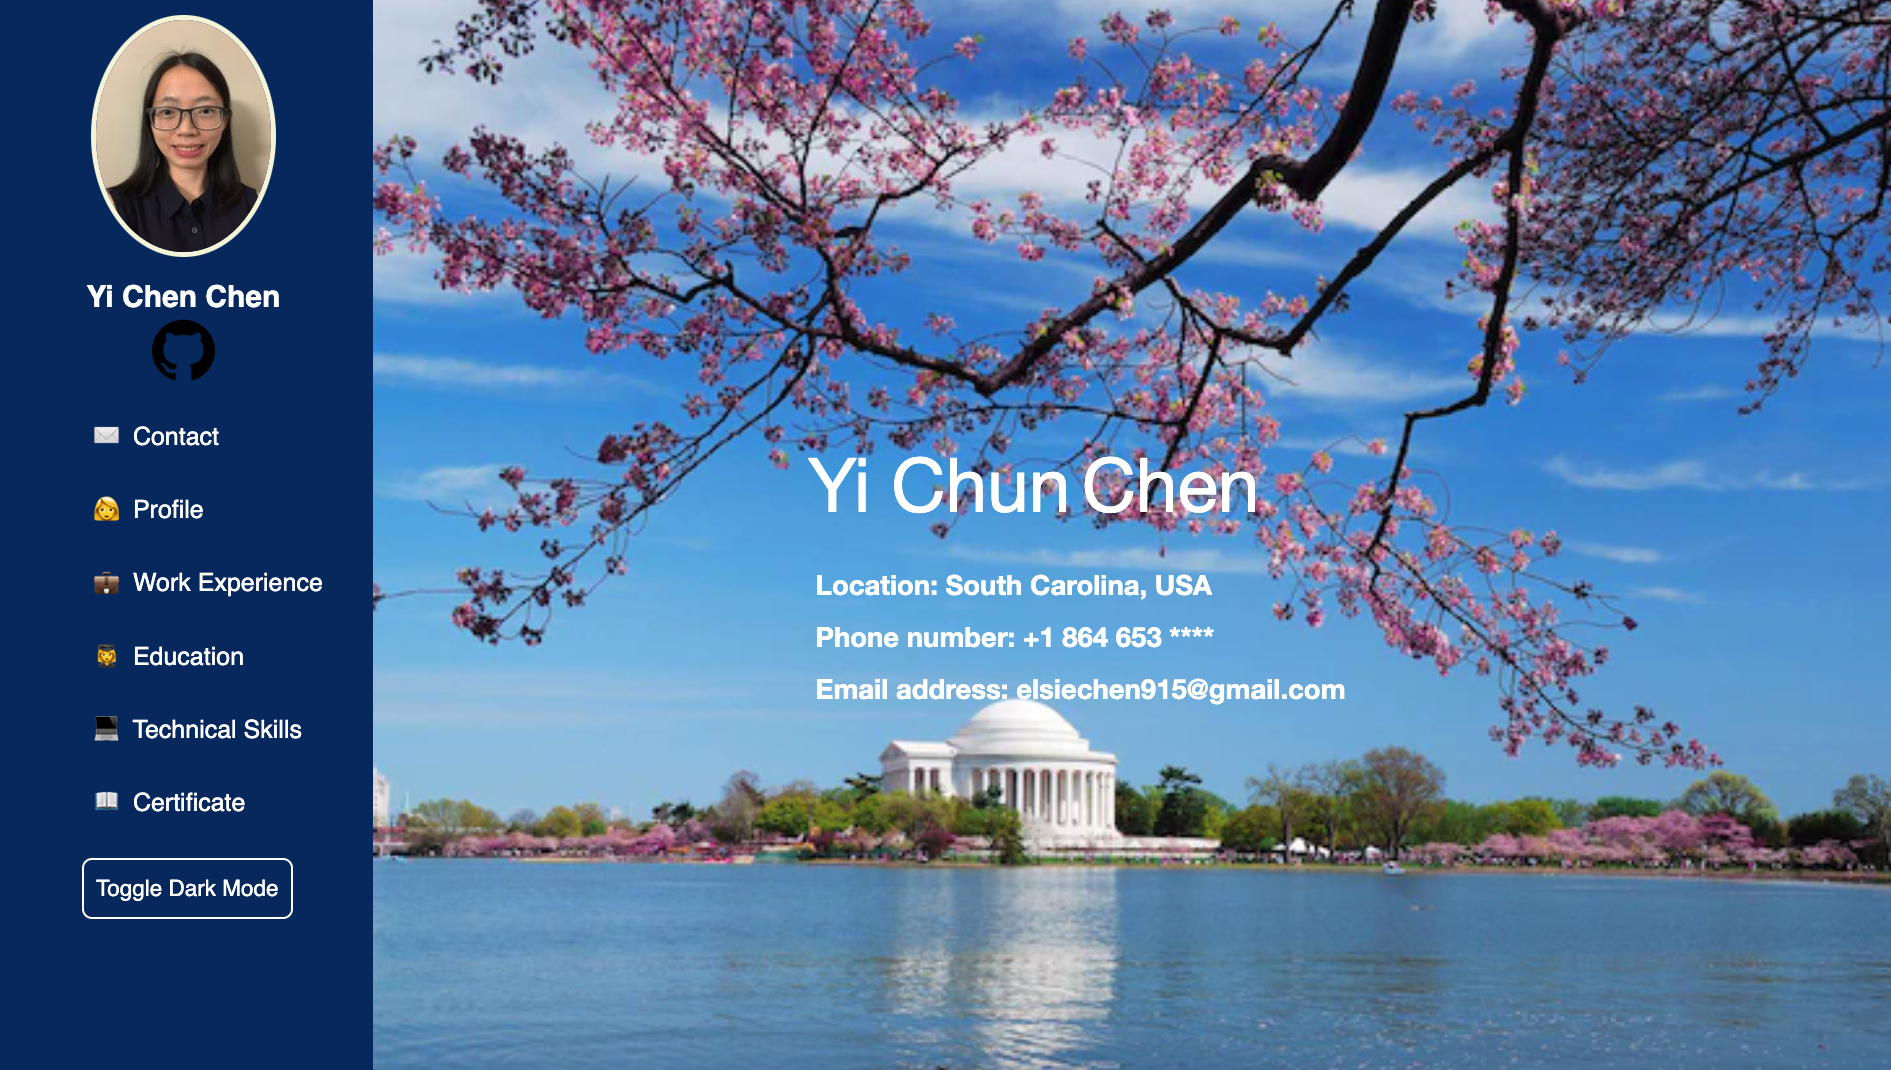 Yi Chen Chen
Contact
Profile
Work Experience
Education
Technical Skills
Certificate
Toggle Dark Mode
Yi Chun Chen
Location: South Carolina, USA
Phone number: +1 864 653 ****
Email address: elsiechen915@gmail.com